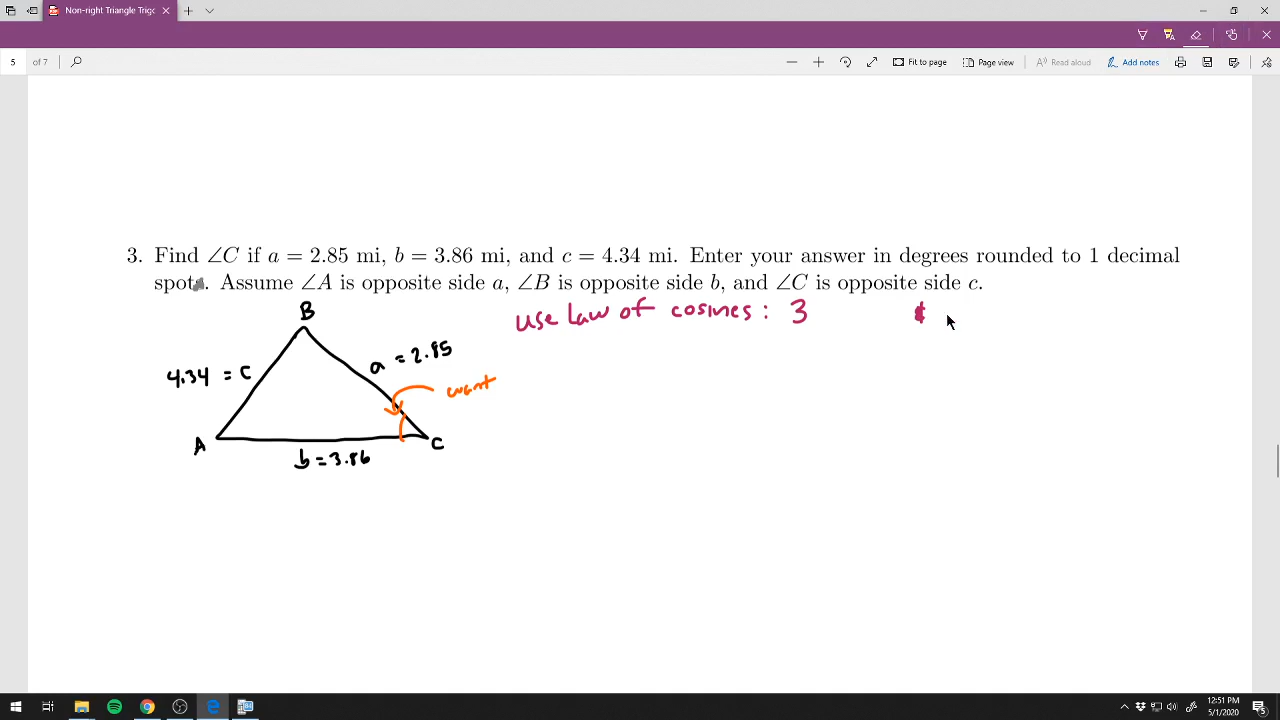 Non-right Triangle Trigo
5 of 7
Fit to page
Page view
Read aloud
Add notes
3. Find ∠C if a = 2.85 mi, b = 3.86 mi, and c = 4.34 mi. Enter your answer in degrees rounded to 1 decimal
spots. Assume ∠A is opposite side a, ∠B is opposite side b, and ∠C is opposite side c.
use law of cosines : 3
B
a = 2.85
4.34 = c
want
A
C
b = 3.86
12:51 PM
5/1/2020